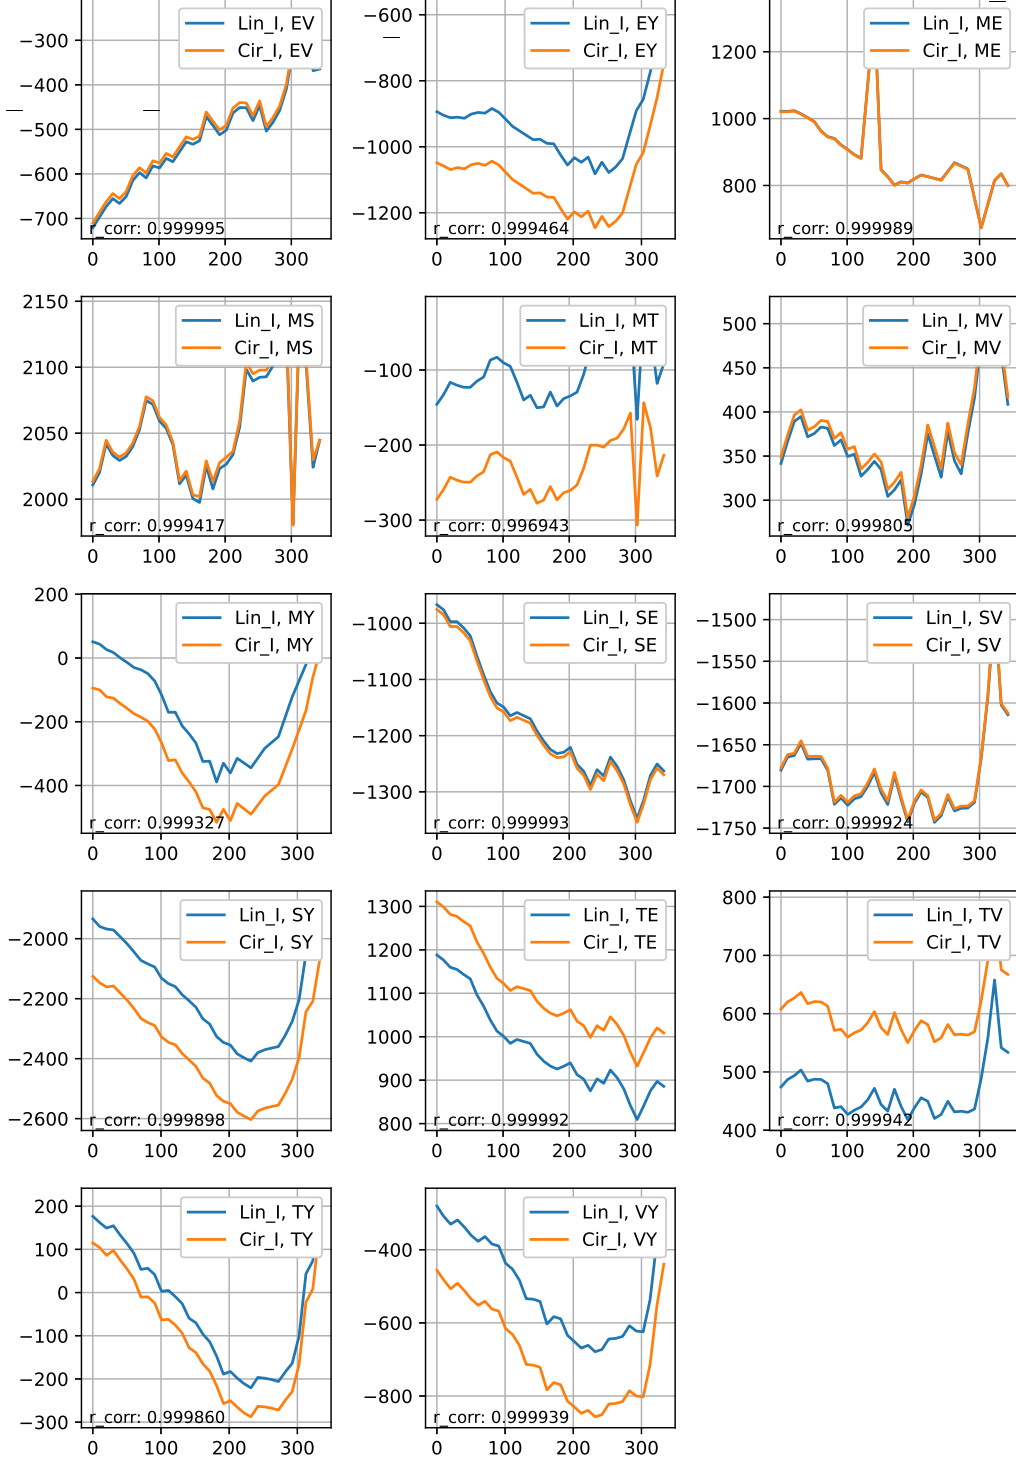 −300
−400
−500
−600
−700
0 100 200 300
Lin_I, EV
Cir_I, EV
r_corr: 0.999995
−600
−800
−1000
−1200
0 100 200 300
Lin_I, EY
Cir_I, EY
r_corr: 0.999464
1200
1000
800
0 100 200 300
Lin_I, ME
Cir_I, ME
r_corr: 0.999989
2150
2100
2050
2000
0 100 200 300
Lin_I, MS
Cir_I, MS
r_corr: 0.999417
−100
−200
−300
0 100 200 300
Lin_I, MT
Cir_I, MT
r_corr: 0.996943
500
450
400
350
300
0 100 200 300
Lin_I, MV
Cir_I, MV
r_corr: 0.999805
200
0
−200
−400
0 100 200 300
Lin_I, MY
Cir_I, MY
r_corr: 0.999327
−1000
−1100
−1200
−1300
0 100 200 300
Lin_I, SE
Cir_I, SE
r_corr: 0.999993
−1500
−1550
−1600
−1650
−1700
−1750
0 100 200 300
Lin_I, SV
Cir_I, SV
r_corr: 0.999924
−2000
−2200
−2400
−2600
0 100 200 300
Lin_I, SY
Cir_I, SY
r_corr: 0.999898
1300
1200
1100
1000
900
800
0 100 200 300
Lin_I, TE
Cir_I, TE
r_corr: 0.999992
800
700
600
500
400
0 100 200 300
Lin_I, TV
Cir_I, TV
r_corr: 0.999942
200
100
0
−100
−200
−300
0 100 200 300
Lin_I, TY
Cir_I, TY
r_corr: 0.999860
−400
−600
−800
0 100 200 300
Lin_I, VY
Cir_I, VY
r_corr: 0.999939